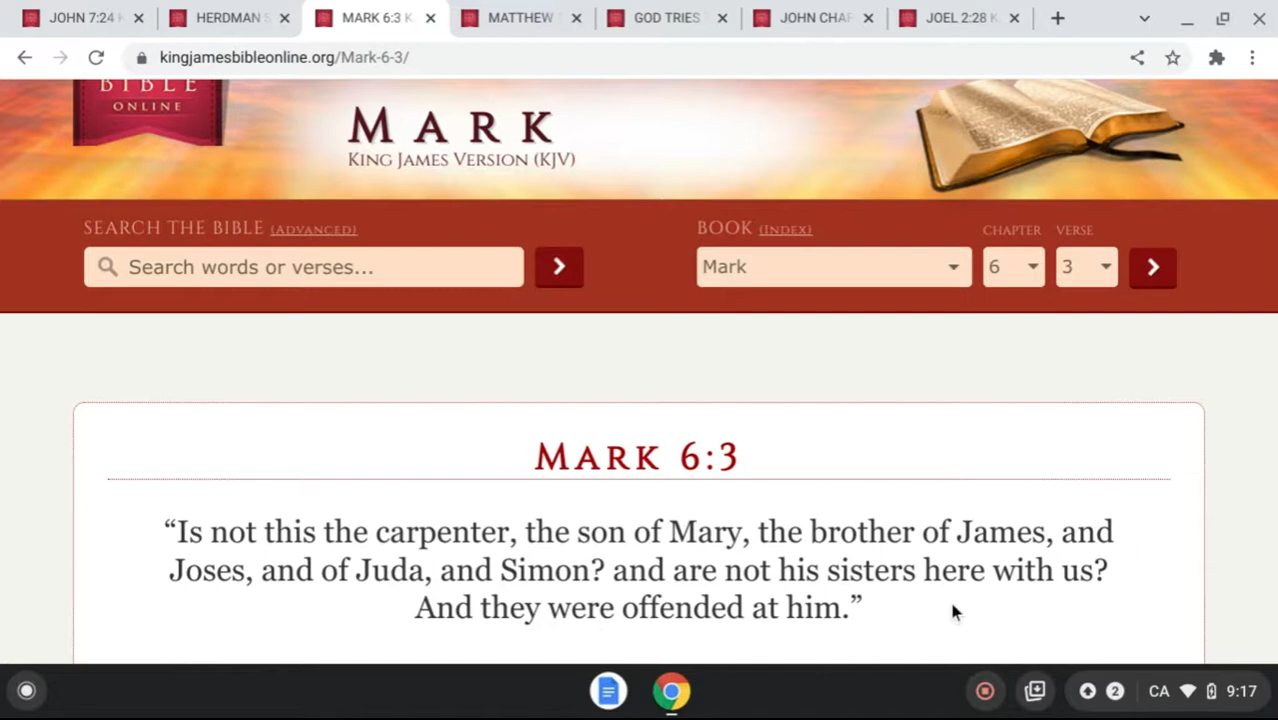 JOHN 7:24 K
HERDMAN S
MARK 6:3 K
MATTHEW
GOD TRIES
JOHN CHAP
JOEL 2:28 K
kingjamesbibleonline.org/Mark-6-3/
BIBLE
ONLINE
MARK
KING JAMES VERSION (KJV)
SEARCH THE BIBLE (ADVANCED)
BOOK (INDEX)
CHAPTER
VERSE
Search words or verses...
Mark
6
3
MARK 6:3
“Is not this the carpenter, the son of Mary, the brother of James, and
Joses, and of Juda, and Simon? and are not his sisters here with us?
And they were offended at him.”
2
CA
9:17